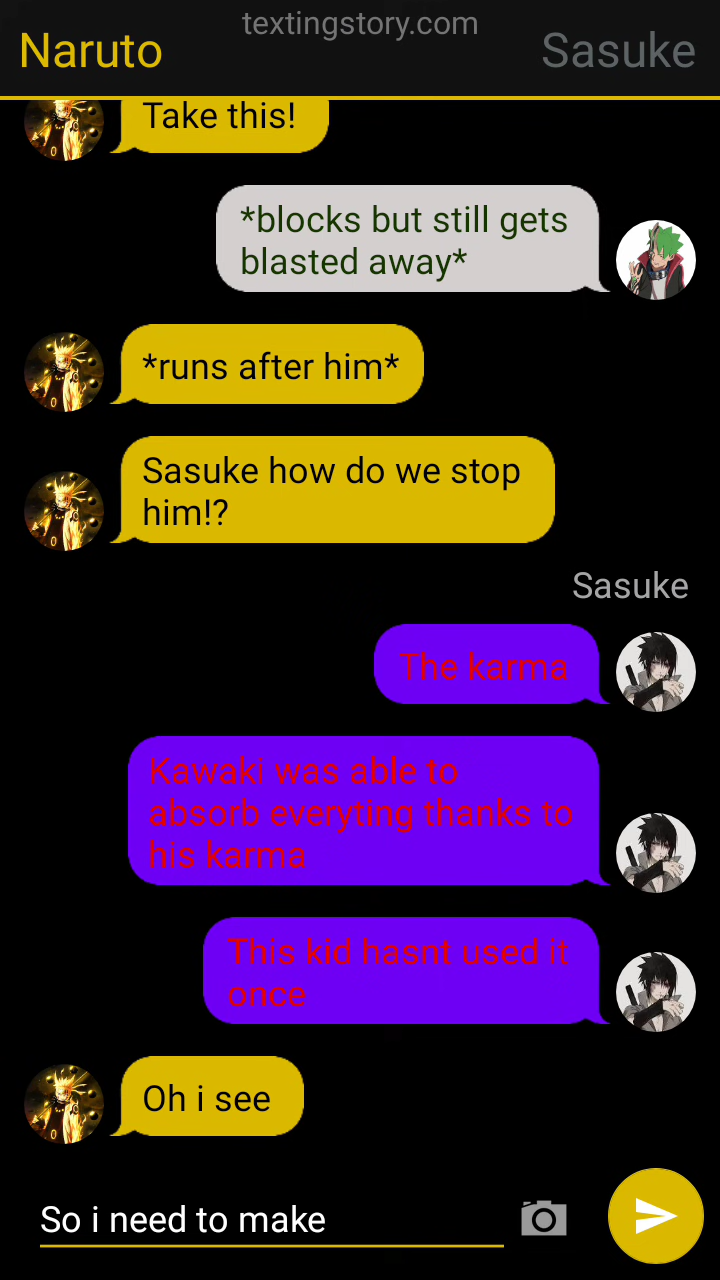 textingstory.com
Naruto
Sasuke
Take this!
*blocks but still gets
blasted away*
*runs after him*
Sasuke how do we stop
him!?
Sasuke
The karma
Kawaki was able to
absorb everyting thanks to
his karma
This kid hasnt used it
once
Oh i see
So i need to make